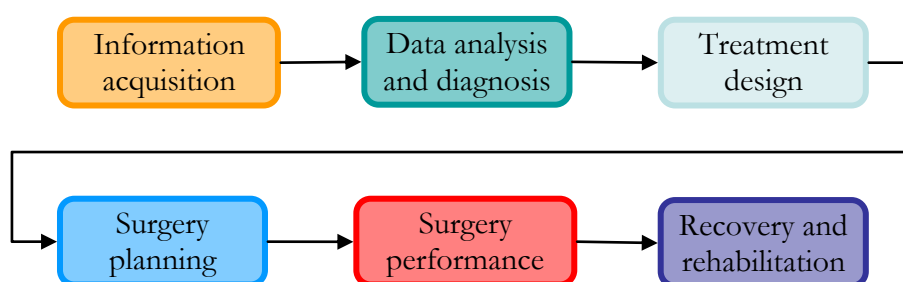 Information
acquisition
Data analysis
and diagnosis
Treatment
design
Surgery
planning
Surgery
performance
Recovery and
rehabilitation